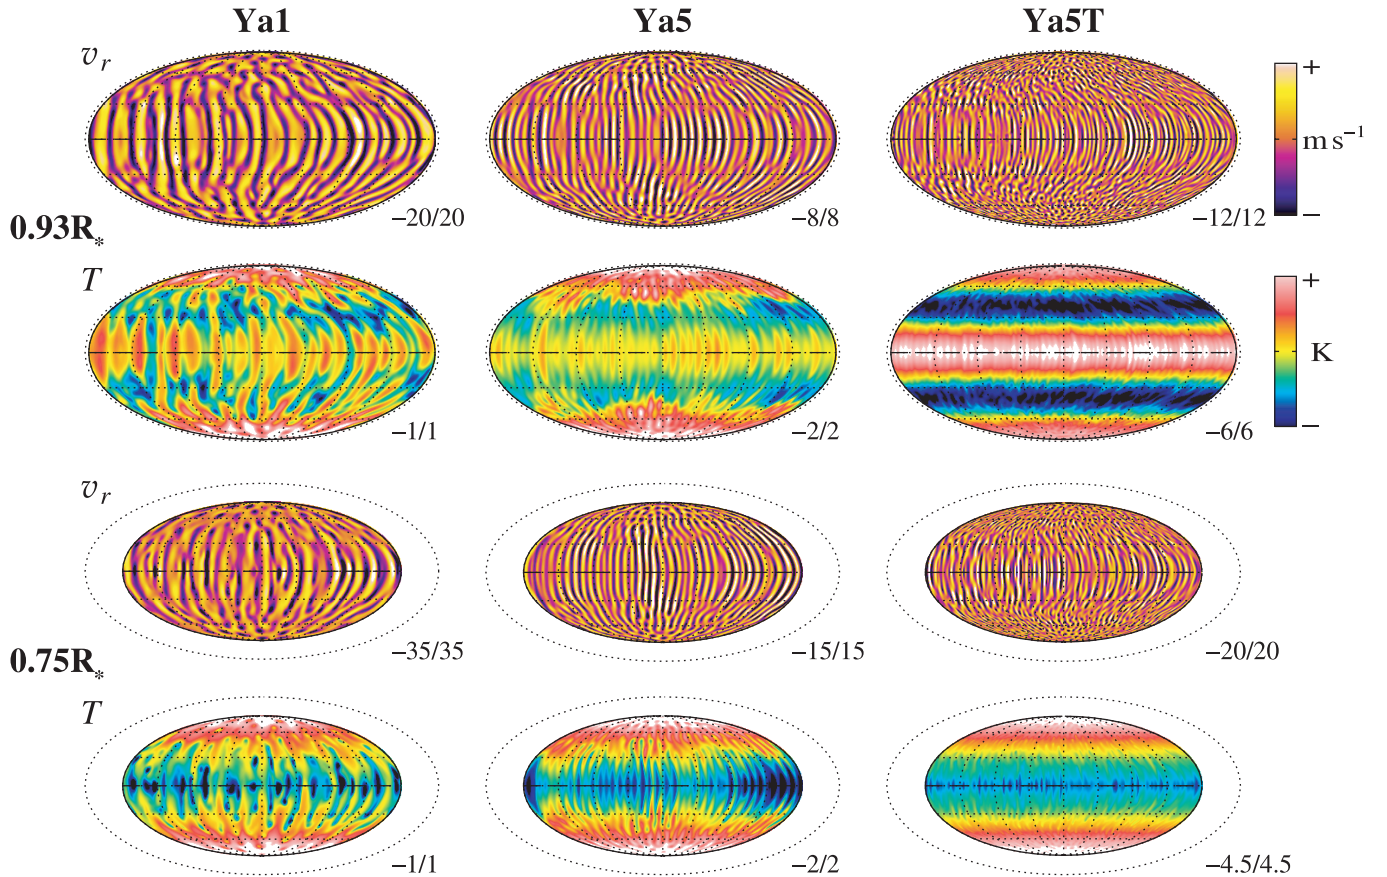 Ya1 Ya5 Ya5T
v_r
+
m s⁻¹
−
−20/20 −8/8 −12/12
0.93R_*
T
+
K
−
−1/1 −2/2 −6/6
v_r
−35/35 −15/15 −20/20
0.75R_*
T
−1/1 −2/2 −4.5/4.5